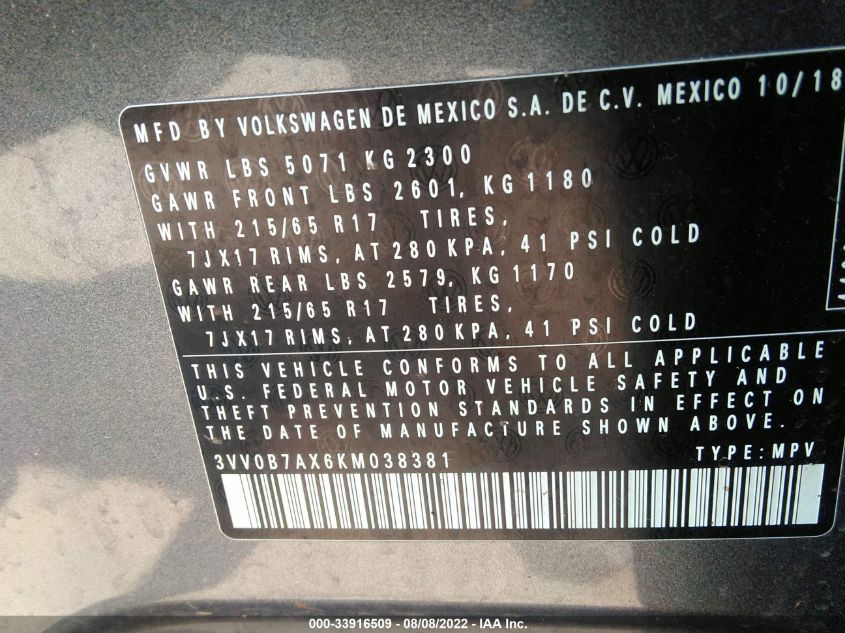 MFD BY VOLKSWAGEN DE MEXICO S.A. DE C.V. MEXICO 10/18
GVWR LBS 5071 KG 2300
GAWR FRONT LBS 2601, KG 1180
WITH 215/65 R17 TIRES,
7JX17 RIMS, AT 280 KPA, 41 PSI COLD
GAWR REAR LBS 2579, KG 1170
WITH 215/65 R17 TIRES,
7JX17 RIMS, AT 280 KPA, 41 PSI COLD
THIS VEHICLE CONFORMS TO ALL APPLICABLE
U.S. FEDERAL MOTOR VEHICLE SAFETY AND
THEFT PREVENTION STANDARDS IN EFFECT ON
THE DATE OF MANUFACTURE SHOWN ABOVE.
3VV0B7AX6KM038381 TYPE: MPV
000-33916509 - 08/08/2022 - IAA Inc.